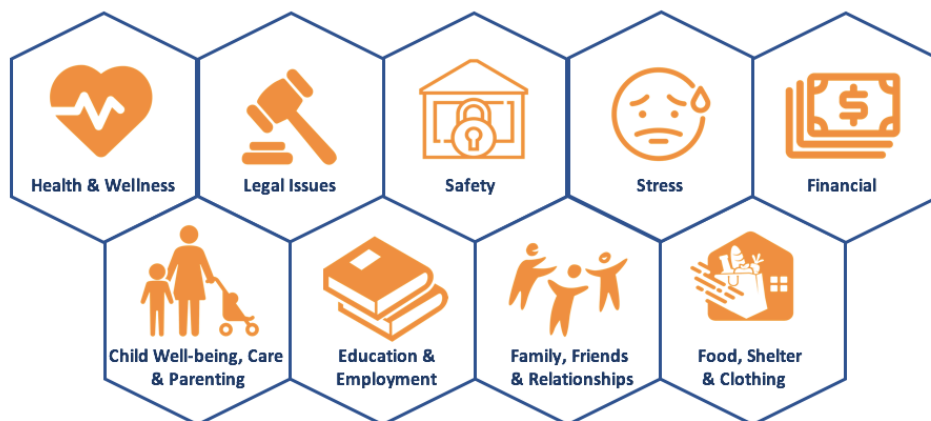 Health & Wellness
Legal Issues
Safety
Stress
Financial
$
Child Well-being, Care
& Parenting
Education &
Employment
Family, Friends
& Relationships
Food, Shelter
& Clothing